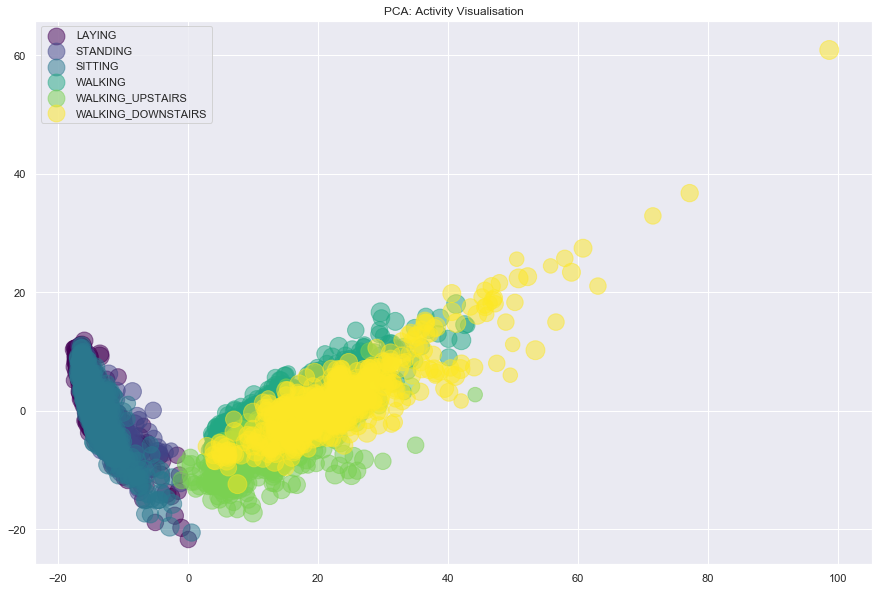 PCA: Activity Visualisation
LAYING
STANDING
SITTING
WALKING
WALKING_UPSTAIRS
WALKING_DOWNSTAIRS
60
40
20
0
−20
−20 0 20 40 60 80 100